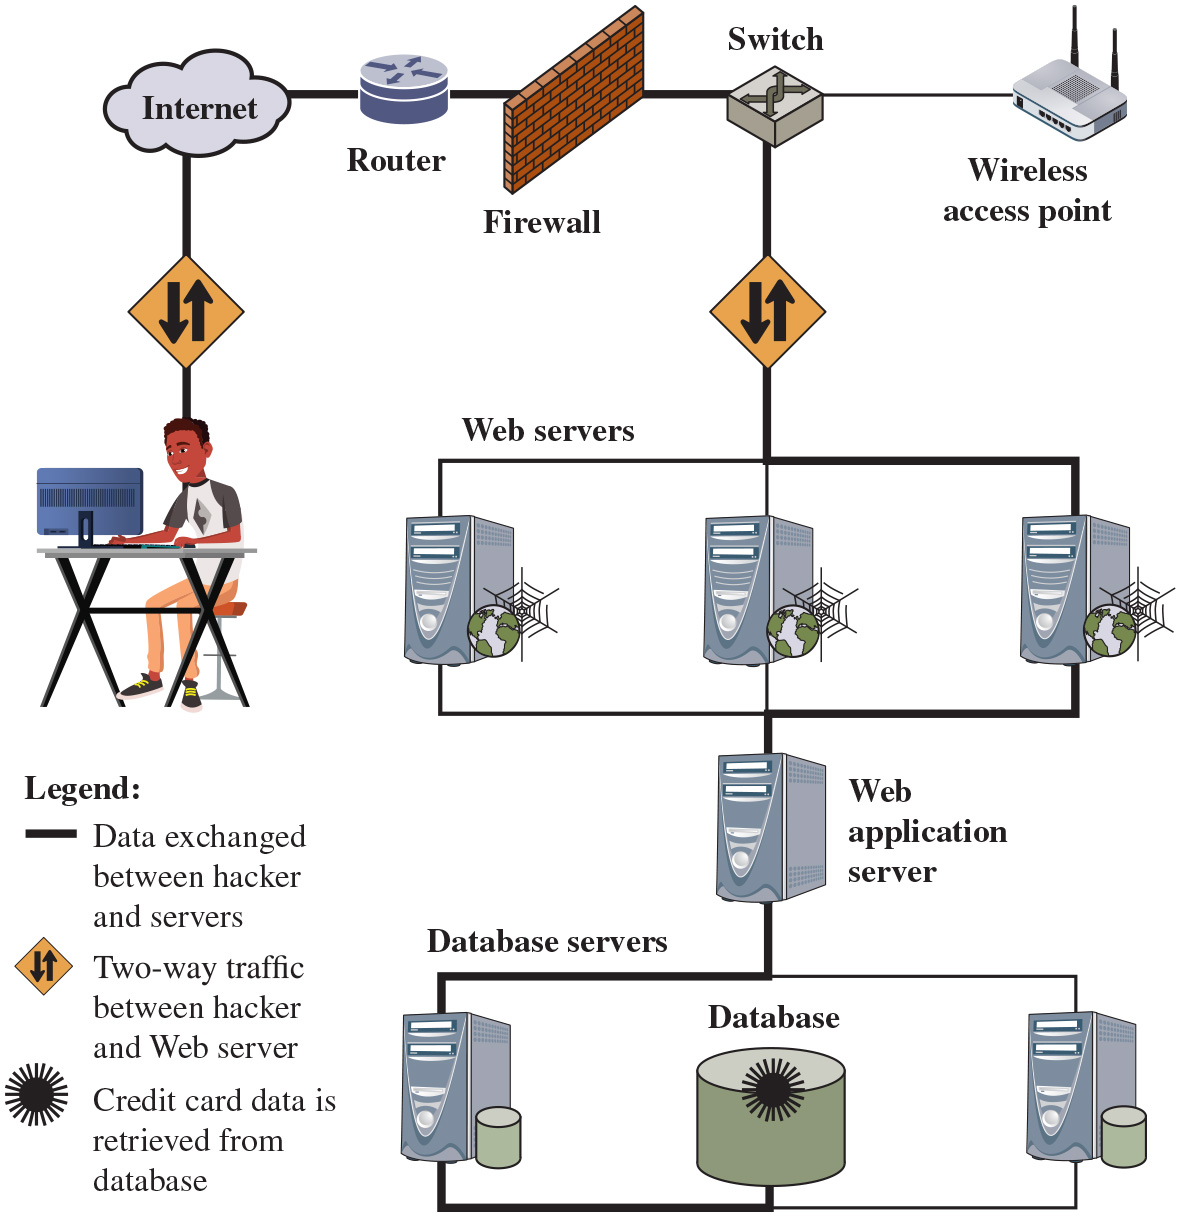 Switch
Internet
Router
Wireless
access point
Firewall
Web servers
Legend:
Data exchanged
between hacker
and servers
Two-way traffic
between hacker
and Web server
Credit card data is
retrieved from
database
Web
application
server
Database servers
Database